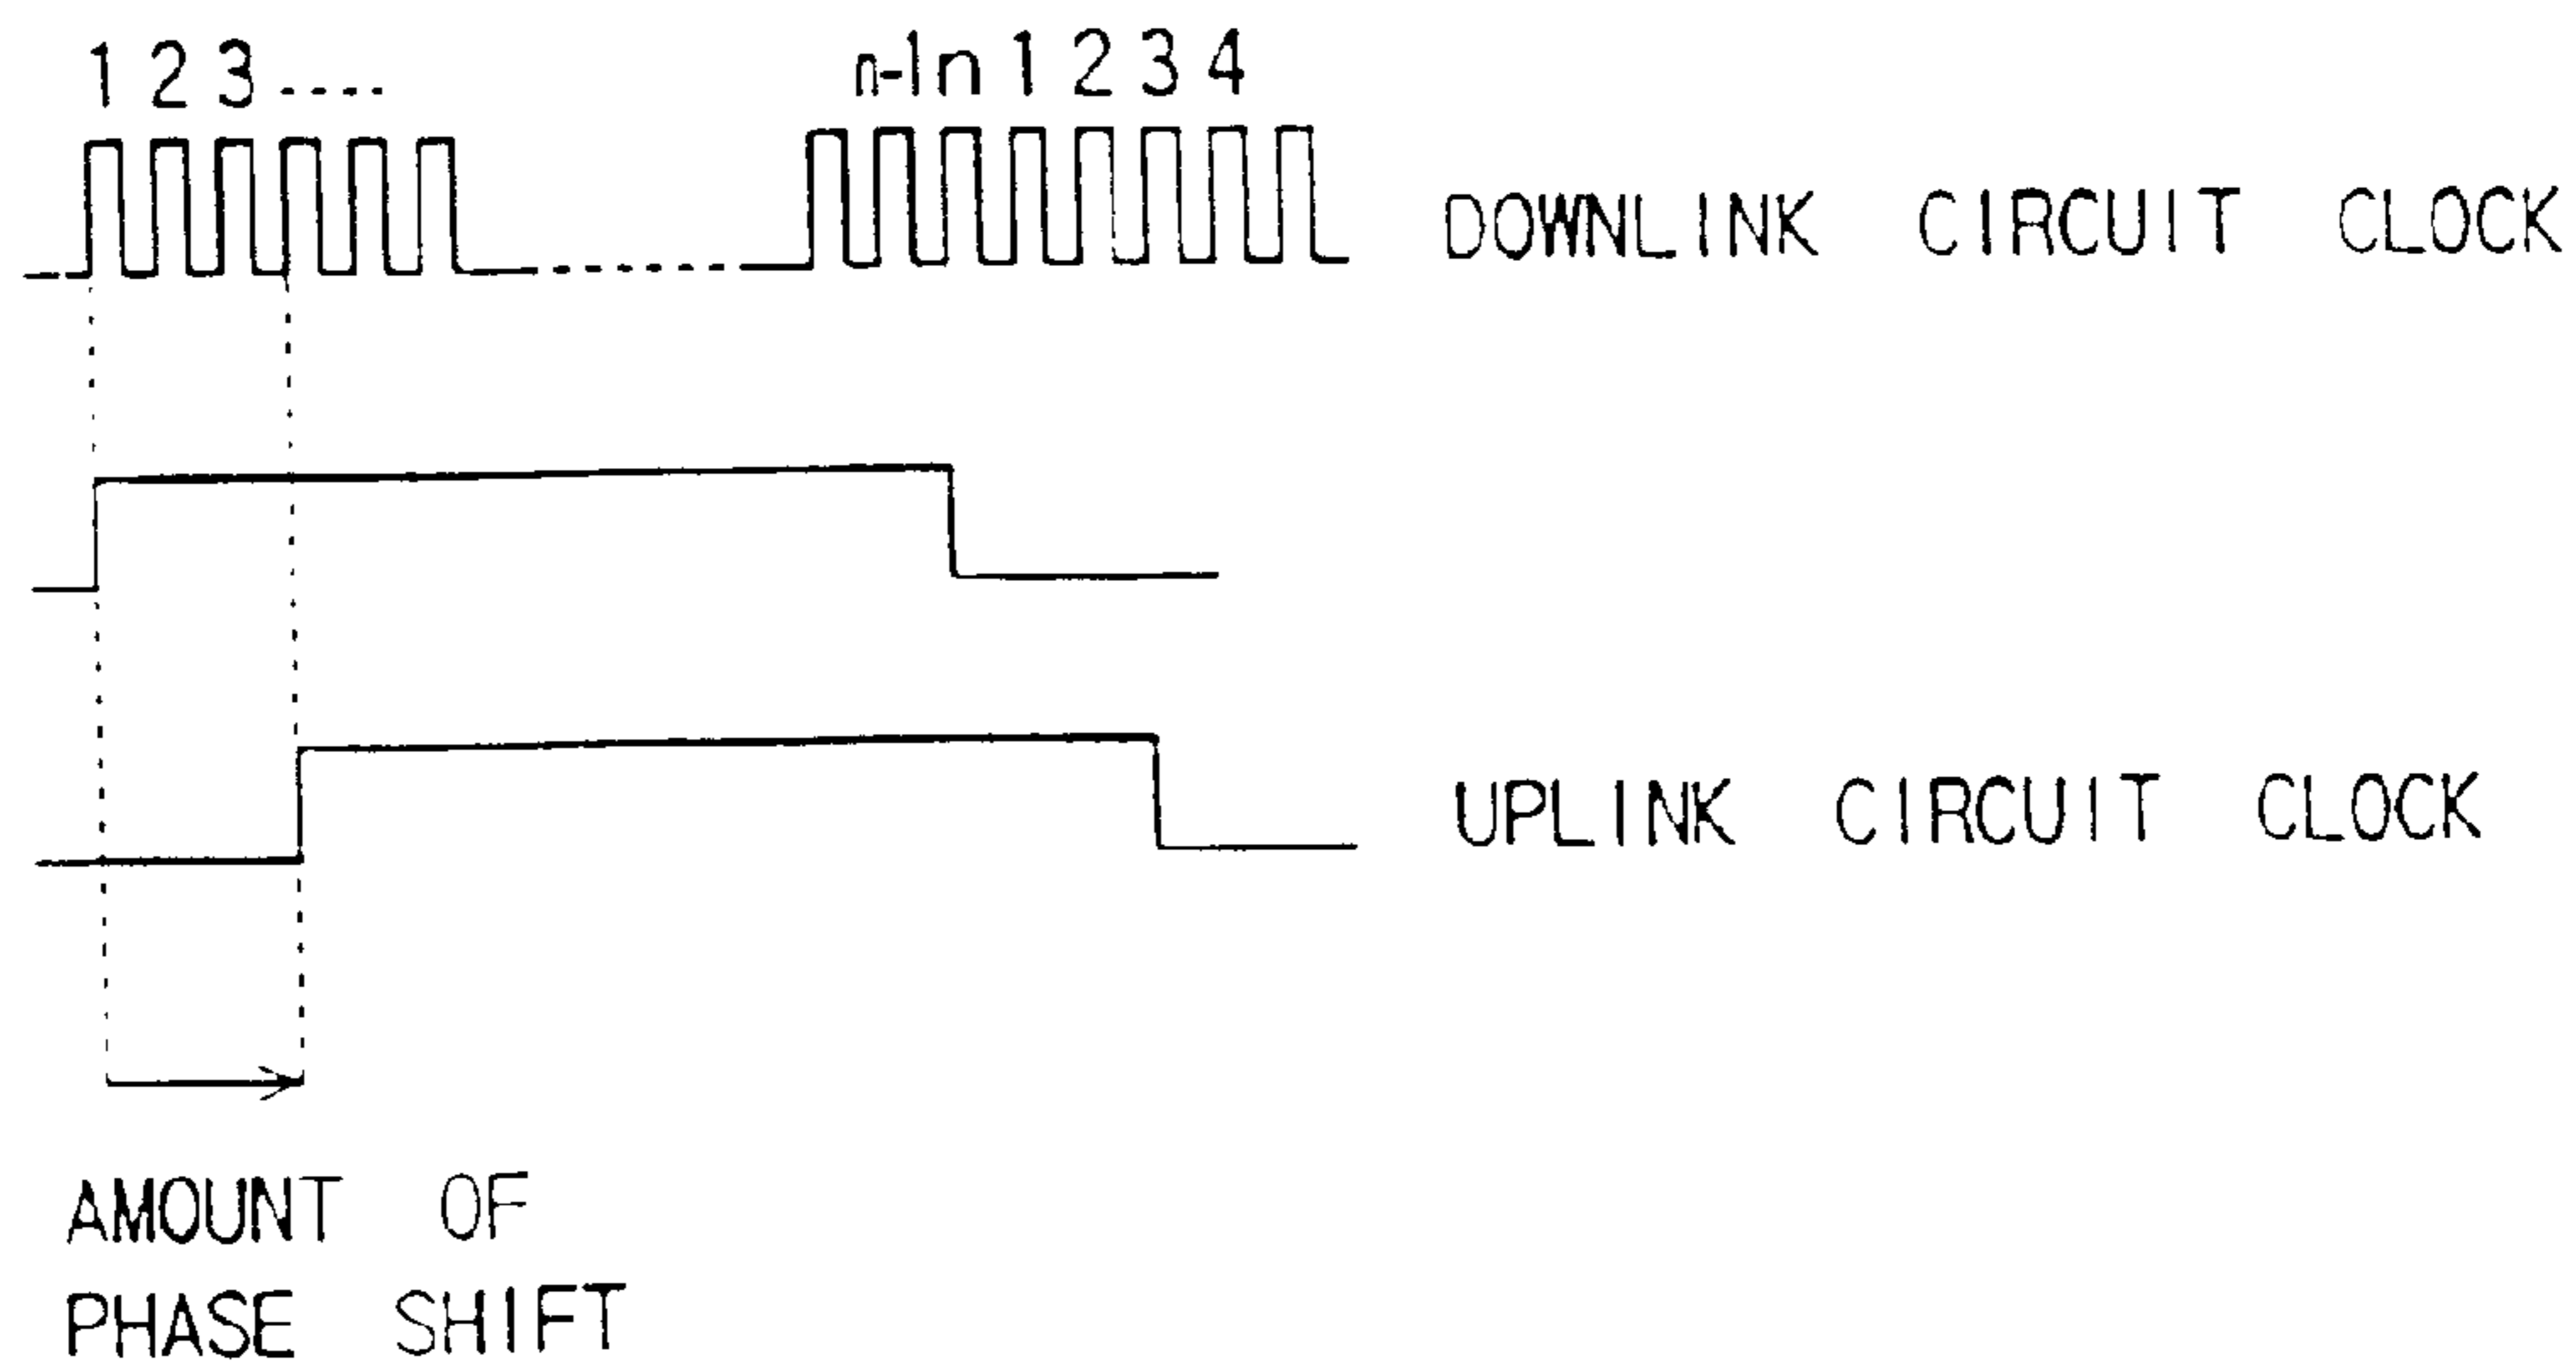 1 2 3 ....
n-1 n 1 2 3 4
DOWNLINK CIRCUIT CLOCK
UPLINK CIRCUIT CLOCK
AMOUNT OF
PHASE SHIFT